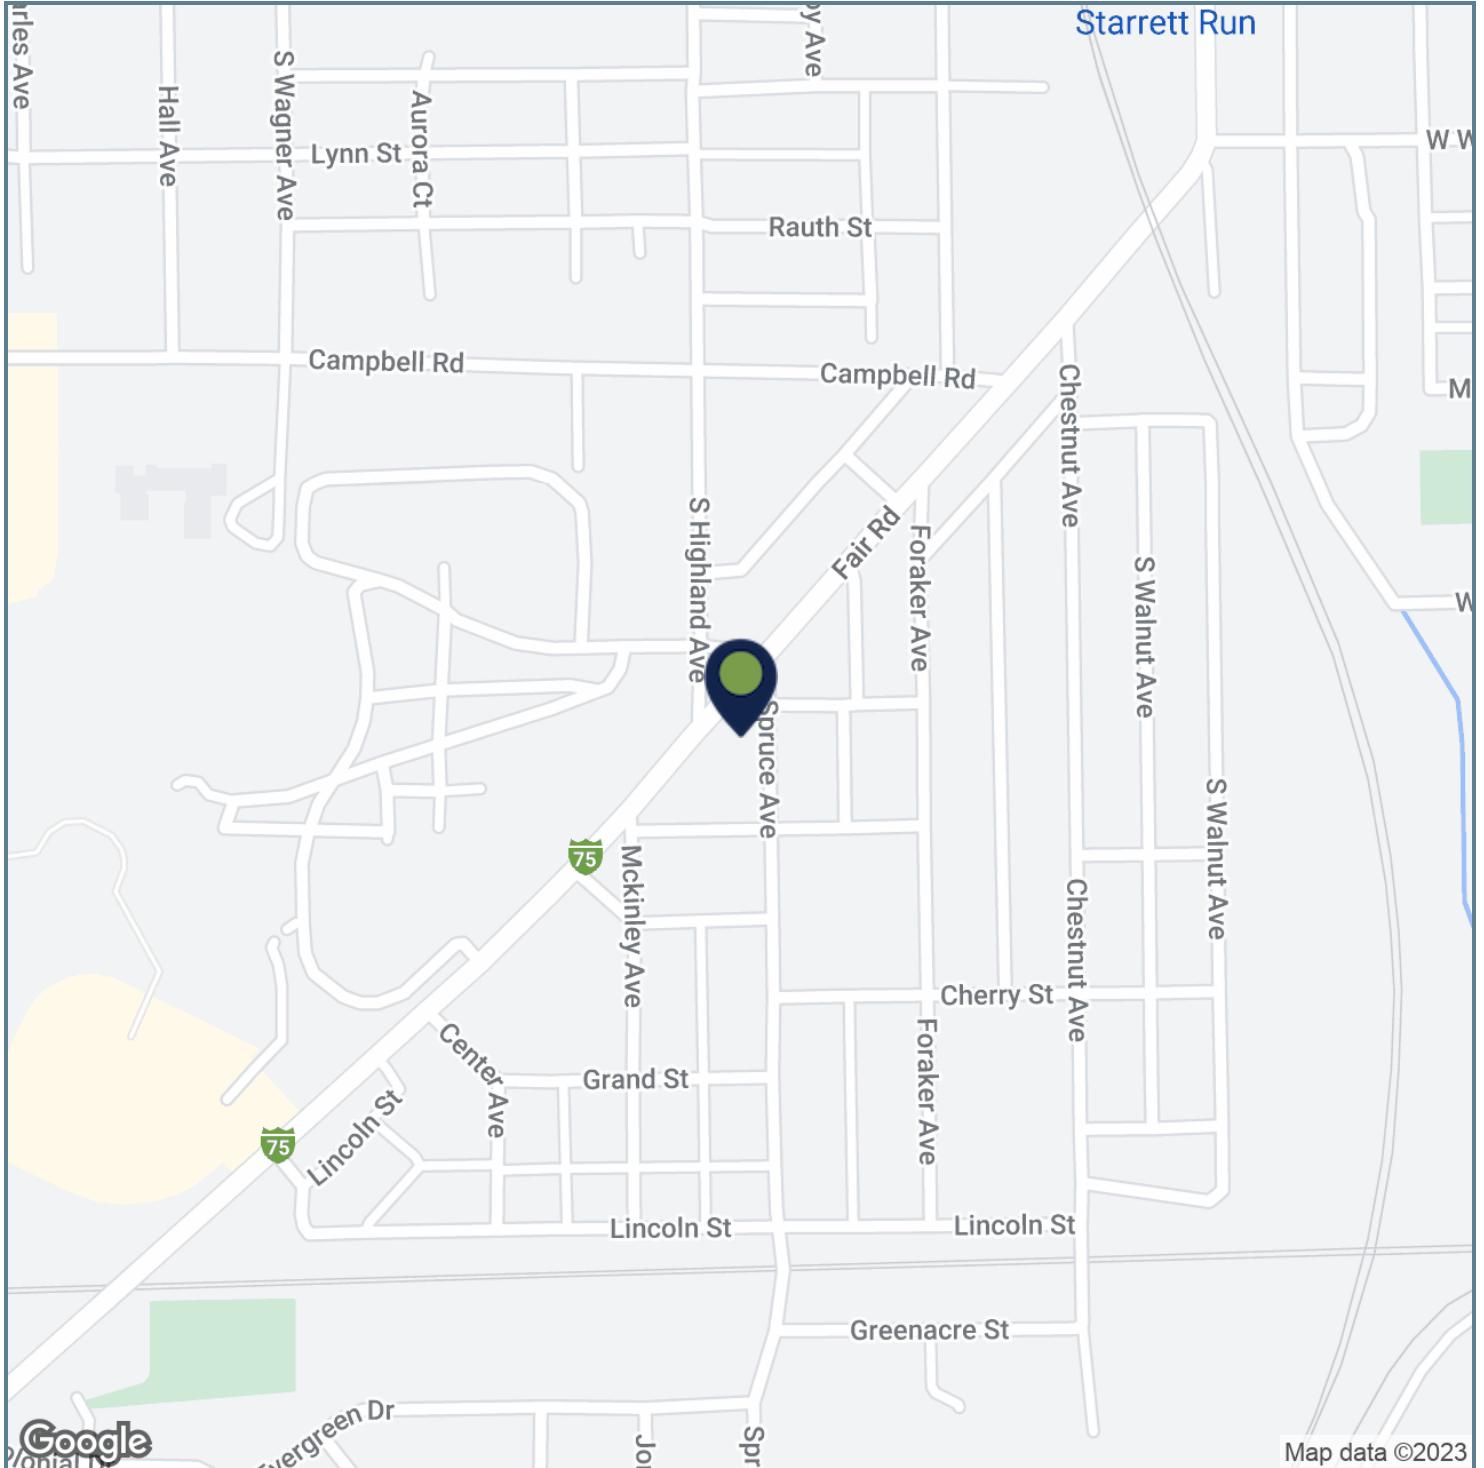 Starrett Run
S Wagner Ave
Hall Ave
Aurora Ct
Lynn St
Rauth St
Campbell Rd
Campbell Rd
Chestnut Ave
S Highland Ave
Fair Rd
Foraker Ave
S Walnut Ave
Spruce Ave
S Walnut Ave
75
Mckinley Ave
Chestnut Ave
Cherry St
Center Ave
Foraker Ave
Grand St
75
Lincoln St
Lincoln St
Lincoln St
Greenacre St
Evergreen Dr
Google
Map data ©2023